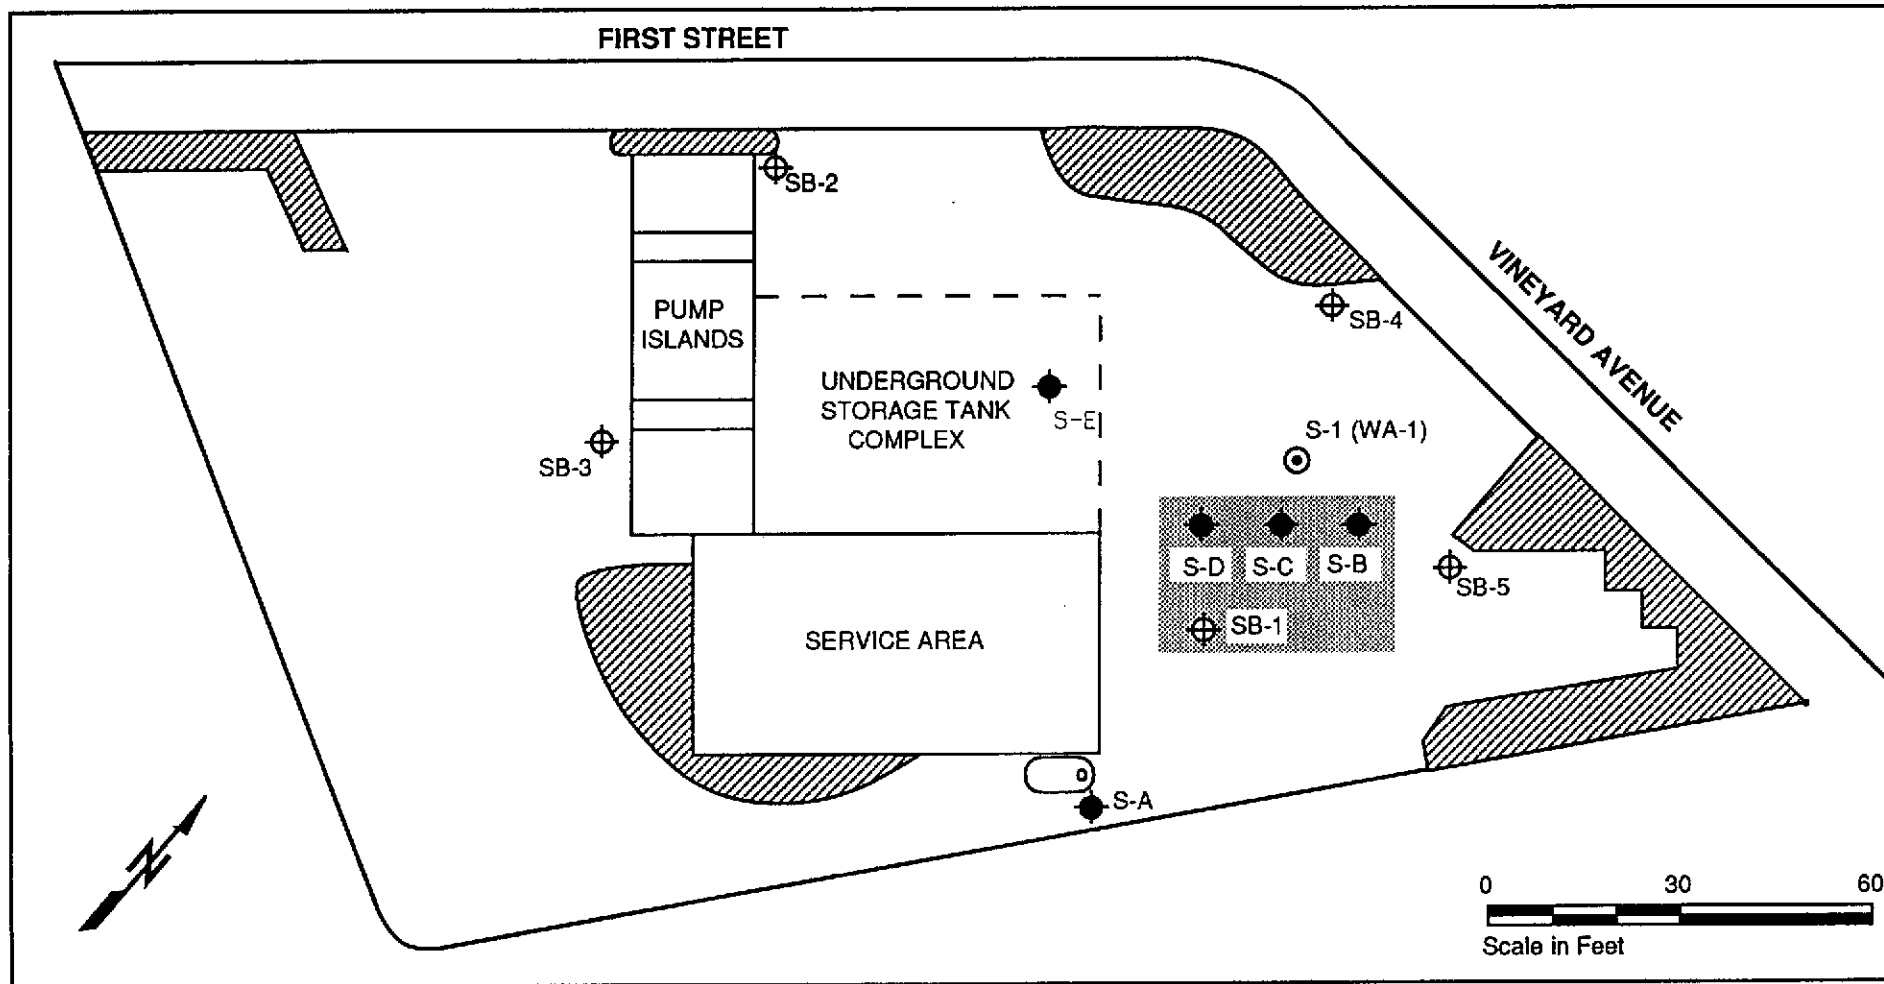 FIRST STREET
SB-2
VINEYARD AVENUE
PUMP
ISLANDS
SB-4
UNDERGROUND
STORAGE TANK
COMPLEX
S-E
S-1 (WA-1)
SB-3
S-D
S-C
S-B
SB-5
SB-1
SERVICE AREA
S-A
N
0 30 60
Scale in Feet